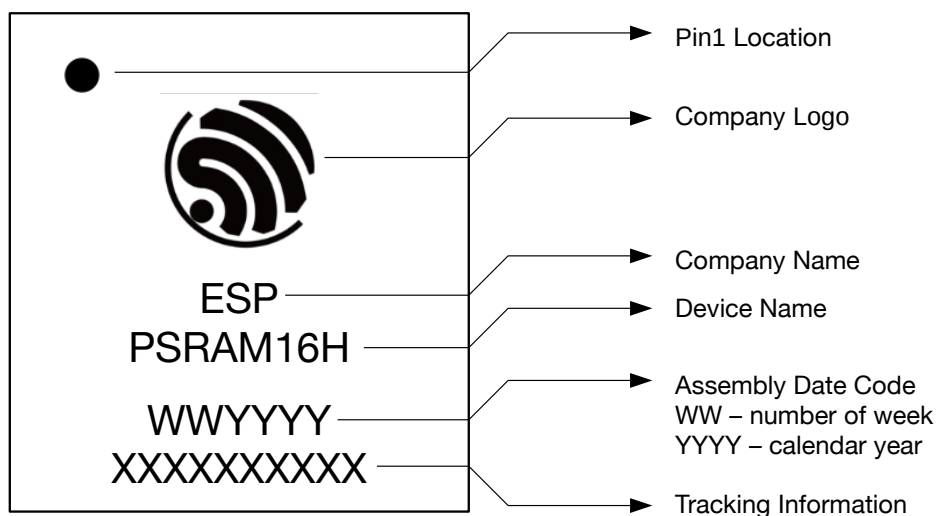 Pin1 Location
Company Logo
ESP
Company Name
PSRAM16H
Device Name
WWYYYY
Assembly Date Code
WW – number of week
YYYY – calendar year
XXXXXXXXXX
Tracking Information